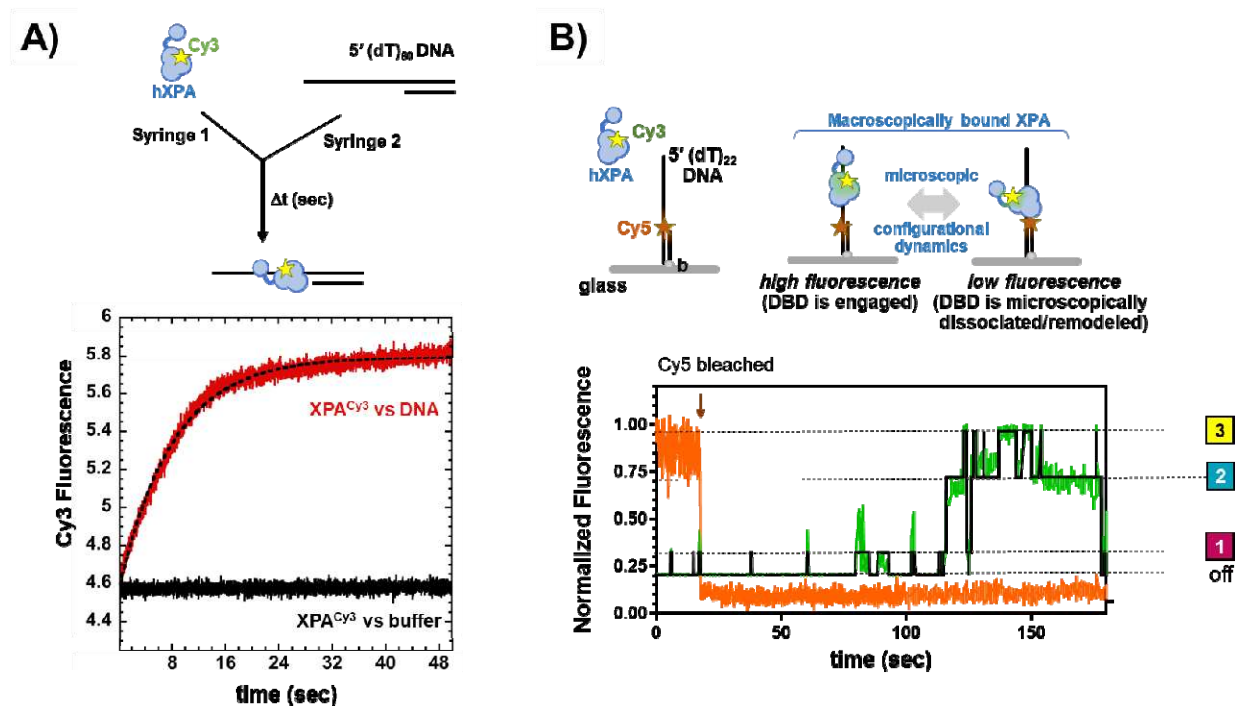 A)
Cy3
hXPA
5′ (dT)60 DNA
Syringe 1
Syringe 2
Δt (sec)
Cy3 Fluorescence
6
5.8
5.6
5.4
5.2
5
4.8
4.6
4.4
XPACy3 vs DNA
XPACy3 vs buffer
8
16
24
32
40
48
time (sec)
B)
Cy3
hXPA
5′ (dT)22
DNA
Cy5
b
glass
Macroscopically bound XPA
microscopic
configurational
dynamics
high fluorescence
(DBD is engaged)
low fluorescence
(DBD is microscopically
dissociated/remodeled)
Cy5 bleached
Normalized Fluorescence
1.00
0.75
0.50
0.25
0.00
0
50
100
150
time (sec)
3
2
1
off